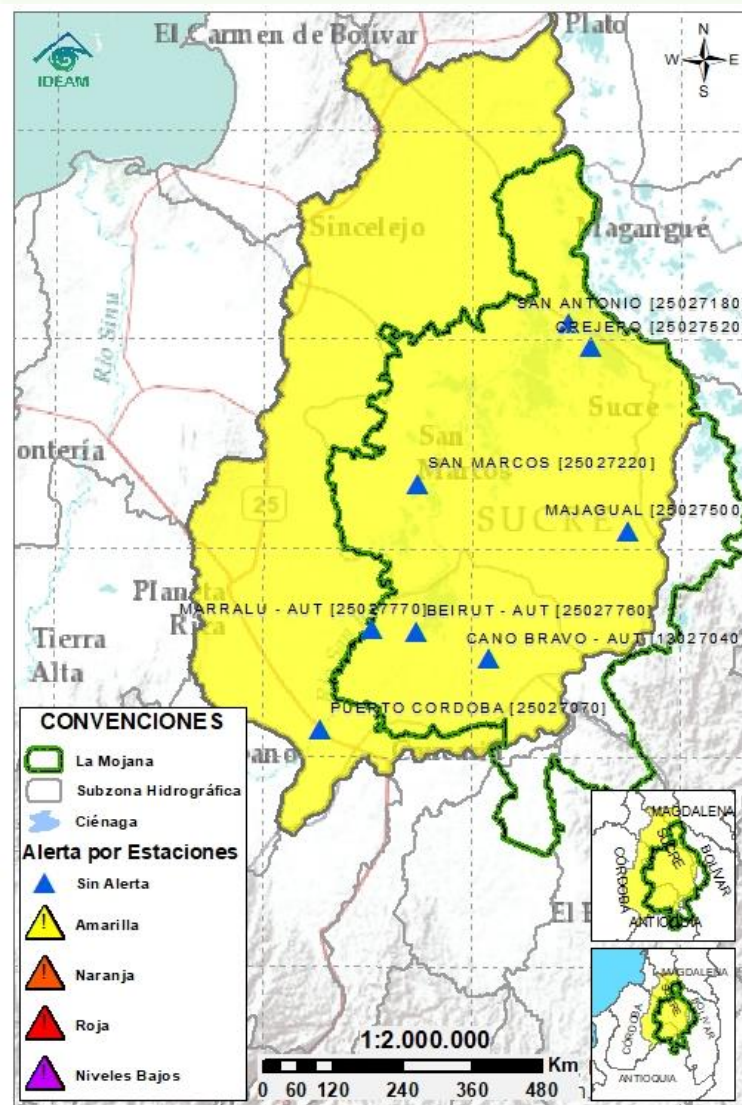 El Carmen de Bolívar
Plato
N
W E
S
IDEAM
Sincelejo
Magangué
SAN ANTONIO [25027180
CREJERO [25027520]
Río Sinú
Sucre
ontería
San
Marcos
SAN MARCOS [25027220]
25
MAJAGUAL [25027500
SUCRE
Planeta
Rica
MARRALU - AUT [25027770]
BEIRUT - AUT [25027760]
CANO BRAVO - AUT [13027040
Tierra
Alta
PUERTO CORDOBA [25027070]
CONVENCIONES
La Mojana
Subzona Hidrográfica
Ciénaga
Alerta por Estaciones
Sin Alerta
Amarilla
Naranja
Roja
Niveles Bajos
El B
1:2.000.000
Km
0 60 120 240 360 480
MAGDALENA
SUCRE
BOLÍVAR
CÓRDOBA
ANTIOQUIA
MAGDALENA
SUCRE
BOLÍVAR
CÓRDOBA
ANTIOQUIA